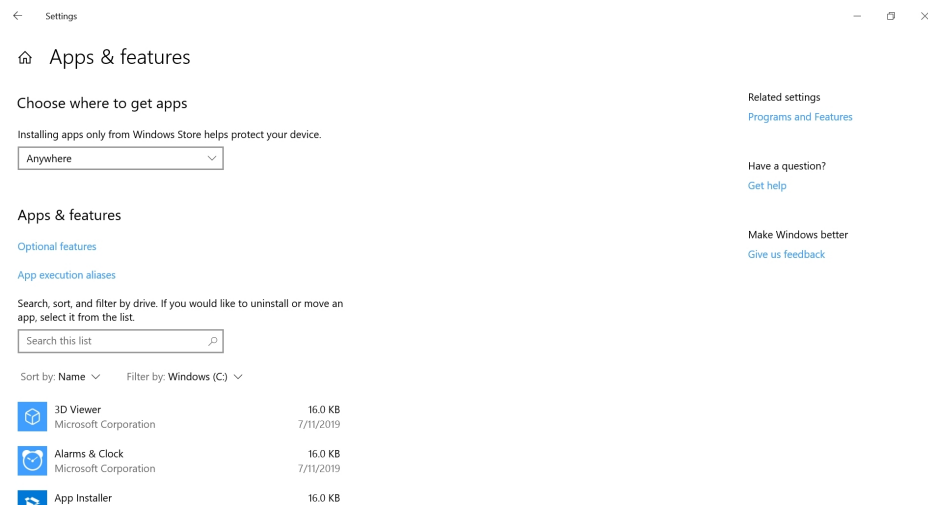 Settings
Apps & features
Choose where to get apps
Installing apps only from Windows Store helps protect your device.
Anywhere
Apps & features
Optional features
App execution aliases
Search, sort, and filter by drive. If you would like to uninstall or move an
app, select it from the list.
Search this list
Sort by: Name
Filter by: Windows (C:)
3D Viewer
16.0 KB
Microsoft Corporation
7/11/2019
Alarms & Clock
16.0 KB
Microsoft Corporation
7/11/2019
App Installer
16.0 KB
Related settings
Programs and Features
Have a question?
Get help
Make Windows better
Give us feedback